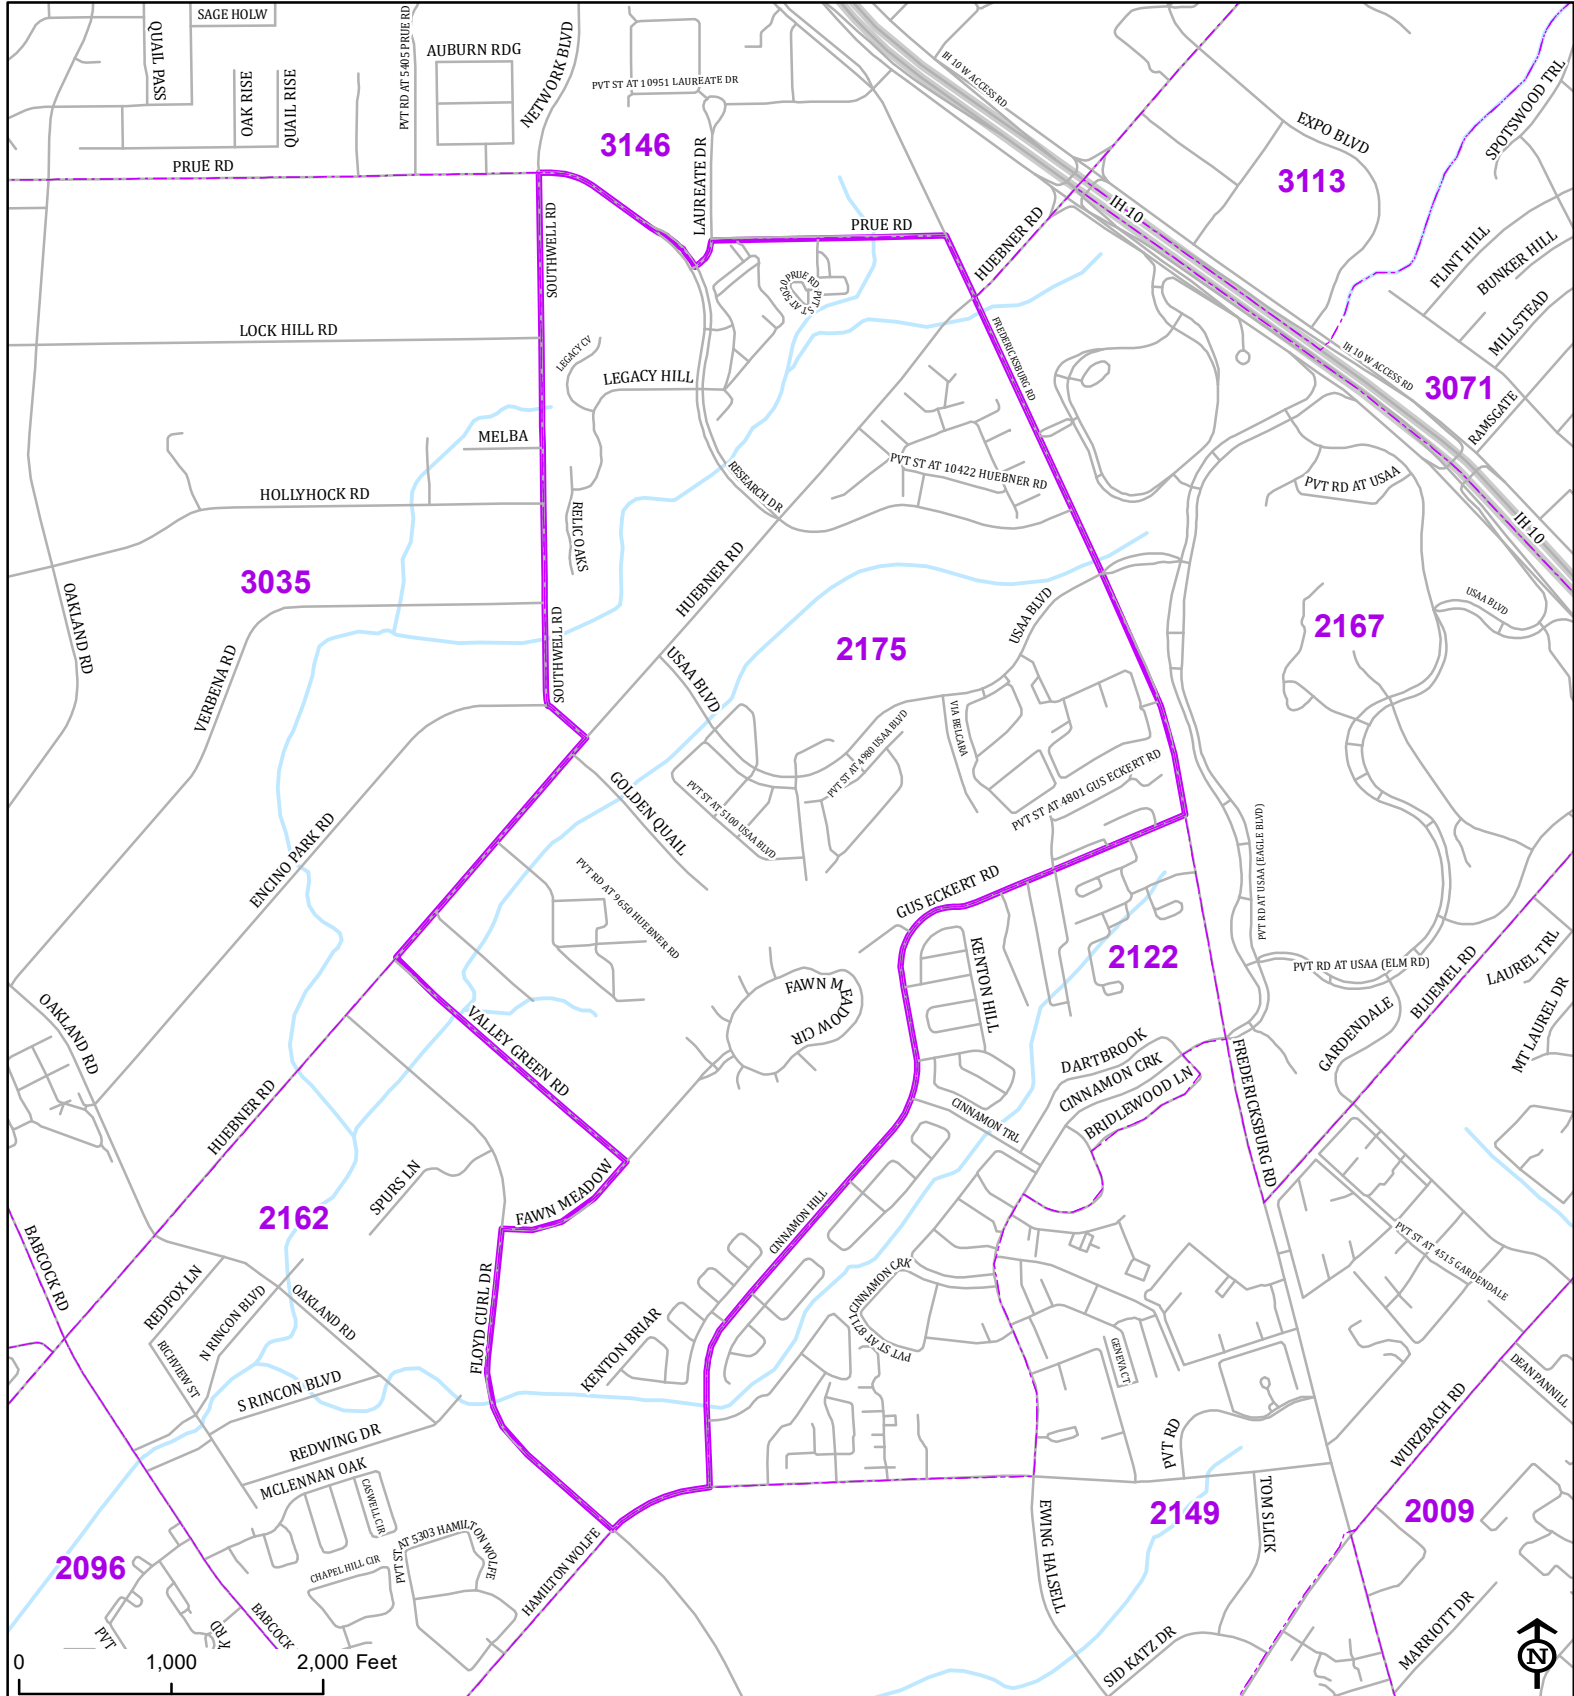 SAGE HOLW
QUAIL PASS
OAK RISE
QUAIL RISE
PVT RD AT 5405 PRUE RD
AUBURN RDG
NETWORK BLVD
PVT ST AT 10951 LAUREATE DR
IH 10 W ACCESS RD
EXPO BLVD
SPOTSWOOD TRL
3146
3113
PRUE RD
LAUREATE DR
IH 10
SOUTHWELL RD
PRUE RD
HUEBNER RD
FLINT HILL
BUNKER HILL
MILLSTEAD
PVT ST AT 5020 PRUE RD
LOCK HILL RD
LEGACY CV
LEGACY HILL
FREDERICKSBURG RD
IH 10 W ACCESS RD
3071
RAMSGATE
MELBA
HOLLYHOCK RD
RELIC OAKS
RESEARCH DR
PVT ST AT 10422 HUEBNER RD
PVT RD AT USAA
IH 10
3035
OAKLAND RD
HUEBNER RD
USAA BLVD
USAA BLVD
2175
2167
VERBENA RD
SOUTHWELL RD
USAA BLVD
VIA BELCARA
PVT ST AT 4980 USAA BLVD
PVT ST AT 4801 GUS ECKERT RD
GOLDEN QUAIL
PVT ST AT 5100 USAA BLVD
ENCINO PARK RD
PVT RD AT 9650 HUEBNER RD
GUS ECKERT RD
PVT RD AT USAA (EAGLE BLVD)
KENTON HILL
2122
PVT RD AT USAA (ELM RD)
BLUEMEL RD
LAUREL TRL
MT LAUREL DR
OAKLAND RD
FAWN MEADOW CIR
VALLEY GREEN RD
GARDENDALE
DARTBROOK
CINNAMON CRK
BRIDLEWOOD LN
FREDERICKSBURG RD
CINNAMON TRL
HUEBNER RD
SPURS LN
FAWN MEADOW
2162
CINNAMON HILL
BABCOCK RD
REDFOX LN
N RINCON BLVD
OAKLAND RD
FLOYD CURL DR
PVT ST AT 8711 CINNAMON CRK
PVT ST AT 4515 GARDENDALE
RICHVIEW ST
KENTON BRIAR
GENEVA CT
DEAN PANNILL
S RINCON BLVD
WURZBACH RD
REDWING DR
PVT RD
MCLENNAN OAK
CASWELL CIR
TOM SLICK
2149
2009
EWING HALSELL
PVT ST AT 5303 HAMILTON WOLFE
HAMILTON WOLFE
2096
CHAPEL HILL CIR
BABCOCK
PVT
K RD
SID KATZ DR
MARRIOTT DR
0 1,000 2,000 Feet
N